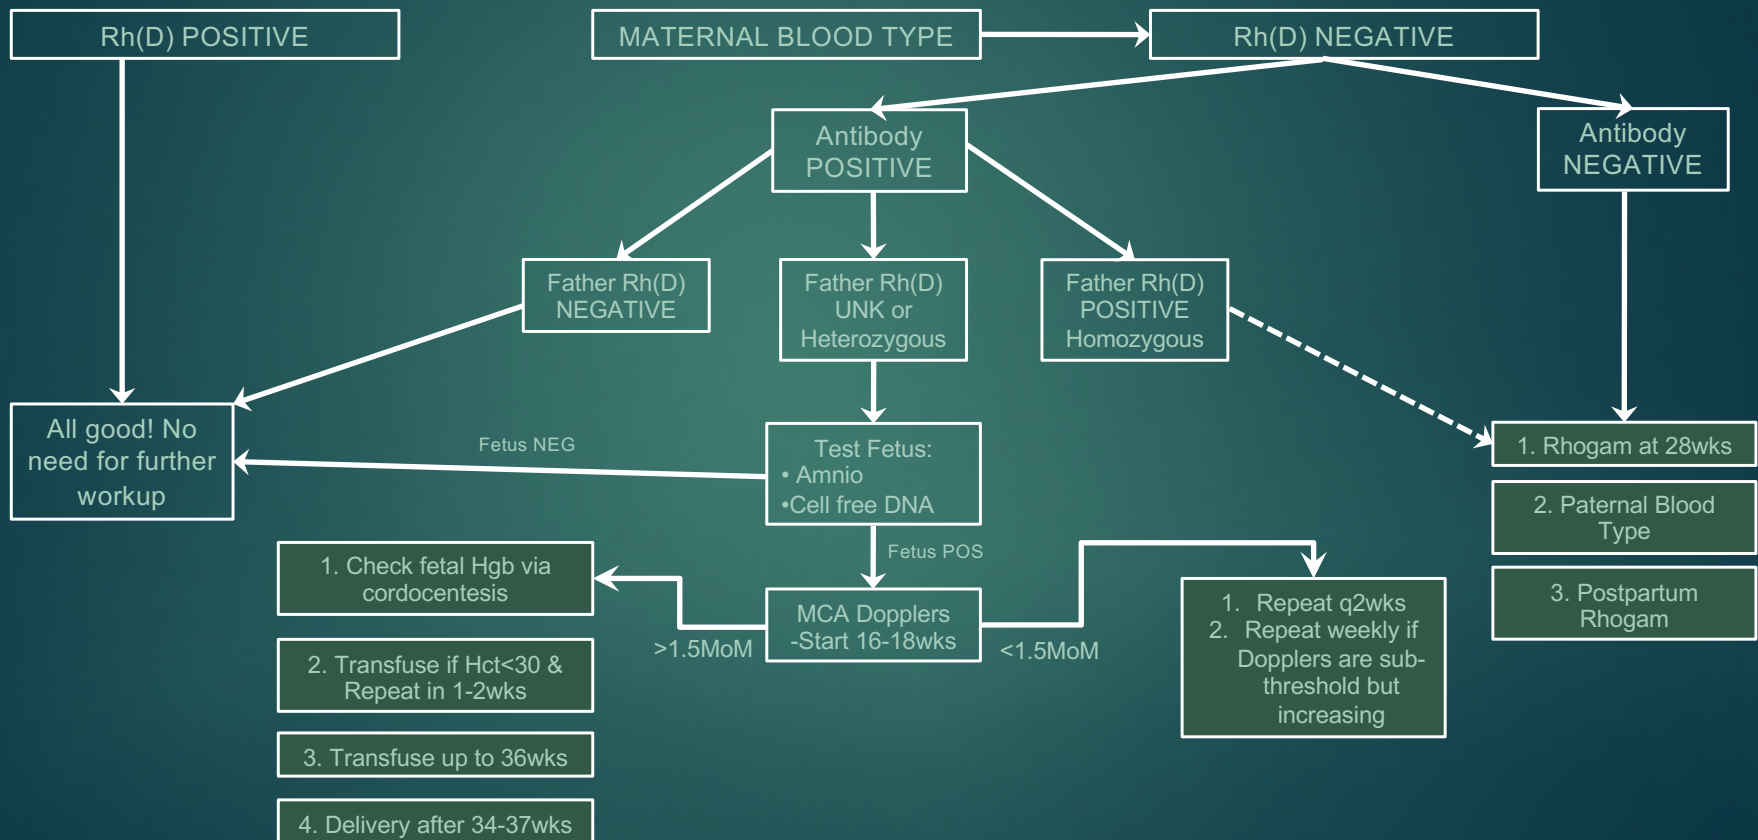 Rh(D) POSITIVE
MATERNAL BLOOD TYPE
Rh(D) NEGATIVE
Antibody
POSITIVE
Antibody
NEGATIVE
Father Rh(D)
NEGATIVE
Father Rh(D)
UNK or
Heterozygous
Father Rh(D)
POSITIVE
Homozygous
All good! No
need for further
workup
Fetus NEG
Test Fetus:
• Amnio
•Cell free DNA
1. Rhogam at 28wks
2. Paternal Blood
Type
3. Postpartum
Rhogam
Fetus POS
1. Check fetal Hgb via
cordocentesis
>1.5MoM
MCA Dopplers
-Start 16-18wks
<1.5MoM
1. Repeat q2wks
2. Repeat weekly if
Dopplers are sub-
threshold but
increasing
2. Transfuse if Hct<30 &
Repeat in 1-2wks
3. Transfuse up to 36wks
4. Delivery after 34-37wks